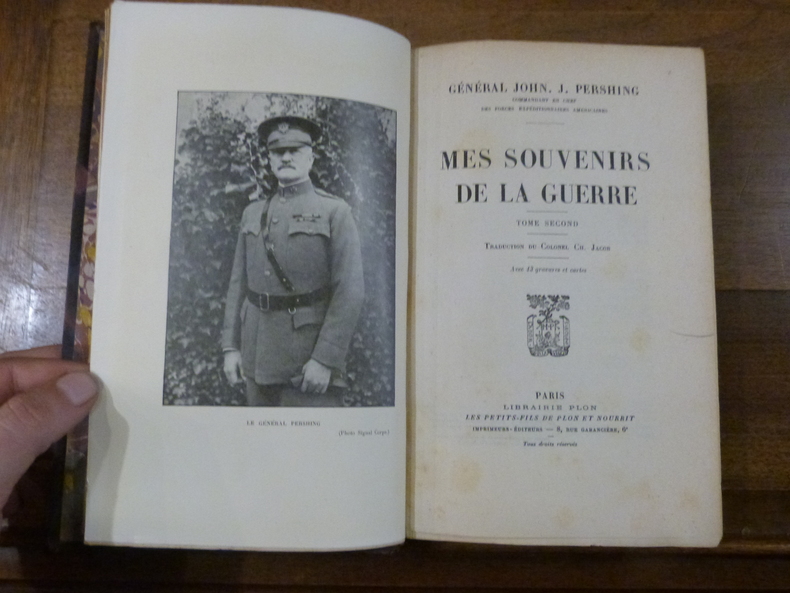 LE GÉNÉRAL PERSHING
(Photo Signal Corps.)
GÉNÉRAL JOHN. J. PERSHING
COMMANDANT EN CHEF
DES FORCES EXPÉDITIONNAIRES AMÉRICAINES
MES SOUVENIRS
DE LA GUERRE
TOME SECOND
TRADUCTION DU COLONEL CH. JACOB
Avec 13 gravures et cartes
PARIS
LIBRAIRIE PLON
LES PETITS-FILS DE PLON ET NOURRIT
IMPRIMEURS-ÉDITEURS — 8, RUE GARANCIÈRE, 6e
Tous droits réservés